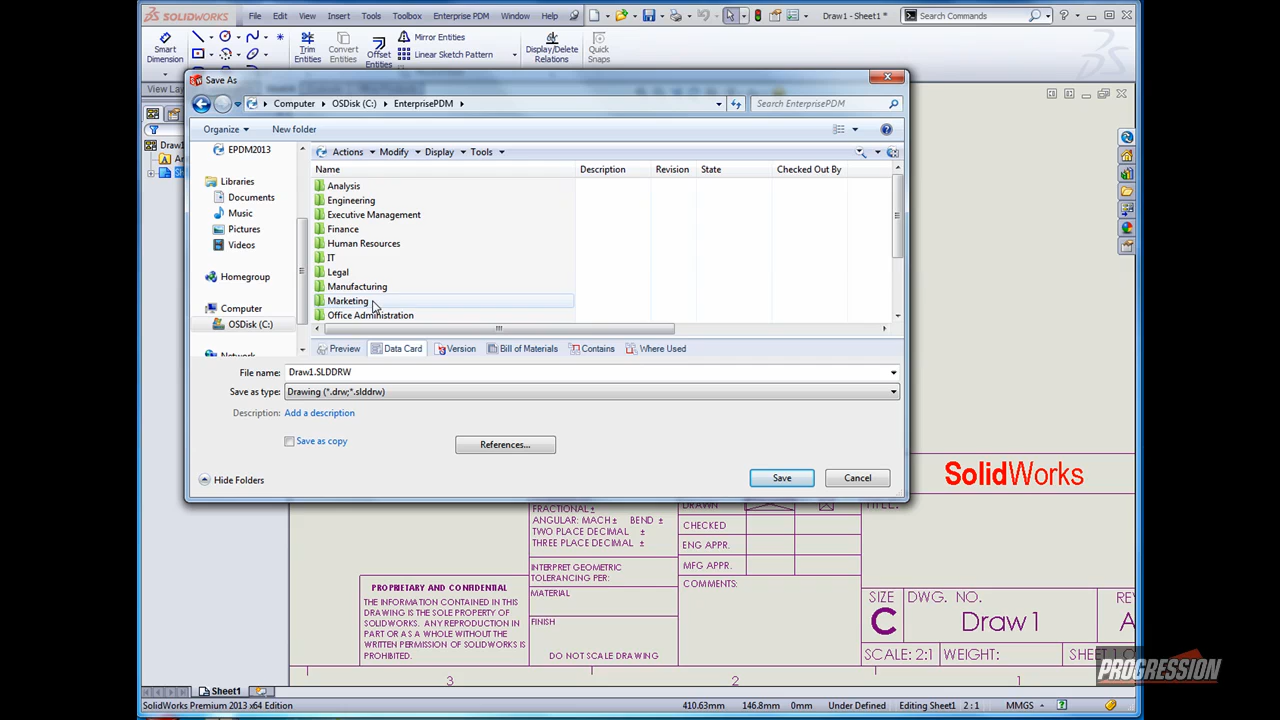 SOLIDWORKS
File Edit View Insert Tools Toolbox Enterprise PDM Window Help
Draw1 - Sheet1 *
Search Commands
Smart Dimension
Trim Entities
Convert Entities
Offset Entities
Mirror Entities
Linear Sketch Pattern
Display/Delete Relations
Quick Snaps
View Lay
Save As
Computer OSDisk (C:) EnterprisePDM
Search EnterprisePDM
Organize New folder
Draw1
EPDM2013
Libraries
Documents
Music
Pictures
Videos
Homegroup
Computer
OSDisk (C:)
Network
Actions Modify Display Tools
Name Description Revision State Checked Out By
Analysis
Engineering
Executive Management
Finance
Human Resources
IT
Legal
Manufacturing
Marketing
Office Administration
Preview Data Card Version Bill of Materials Contains Where Used
File name: Draw1.SLDDRW
Save as type: Drawing (*.drw;*.slddrw)
Description: Add a description
Save as copy
References...
Hide Folders
Save Cancel
SolidWorks
TITLE:
FRACTIONAL ±
ANGULAR: MACH ± BEND ±
TWO PLACE DECIMAL ±
THREE PLACE DECIMAL ±
INTERPRET GEOMETRIC
TOLERANCING PER:
MATERIAL
FINISH
DO NOT SCALE DRAWING
DRAWN
CHECKED
ENG APPR.
MFG APPR.
COMMENTS:
PROPRIETARY AND CONFIDENTIAL
THE INFORMATION CONTAINED IN THIS
DRAWING IS THE SOLE PROPERTY OF
SOLIDWORKS. ANY REPRODUCTION IN
PART OR AS A WHOLE WITHOUT THE
WRITTEN PERMISSION OF SOLIDWORKS IS
PROHIBITED.
SIZE DWG. NO. REV
C Draw1 A
SCALE: 2:1 WEIGHT: SHEET 1 O
3 2 1
PROGRESSION
Sheet1
SolidWorks Premium 2013 x64 Edition
410.63mm 146.8mm 0mm Under Defined Editing Sheet1 2 : 1 MMGS